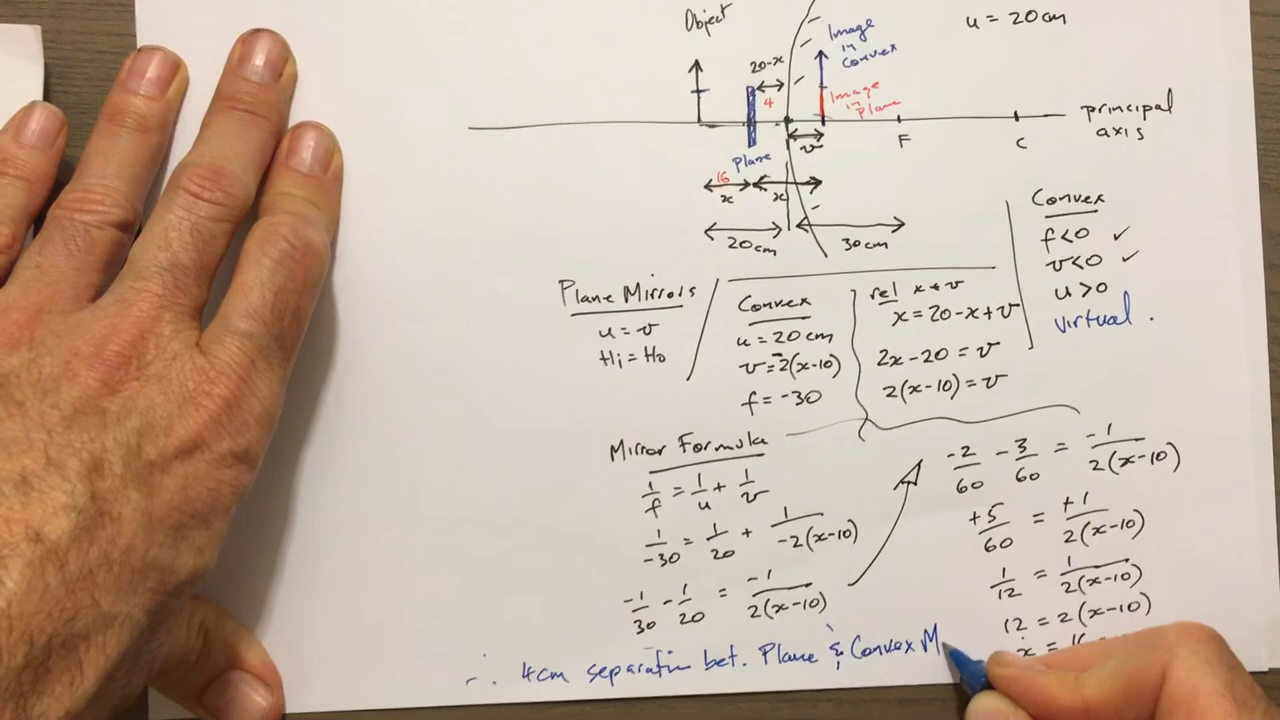 Object
u = 20cm
Image
in
Convex
20-x
4
Image
in
Plane
principal
axis
v
F
C
Plane
16
x
x
20cm
30cm
Convex
f<0 ✓
v<0 ✓
u>0
virtual.
Plane Mirrors
u = v
Hi = Ho
Convex
u = 20cm
v = -2(x-10)
f = -30
rel x + v
x = 20-x+v
2x-20 = v
2(x-10) = v
Mirror Formula
1/f = 1/u + 1/v
1/-30 = 1/20 + 1/-2(x-10)
-1/30 - 1/20 = -1/2(x-10)
-2/60 - 3/60 = -1/2(x-10)
+5/60 = +1/2(x-10)
1/12 = 1/2(x-10)
12 = 2(x-10)
x =
∴ 4cm separation bet. Plane & Convex M